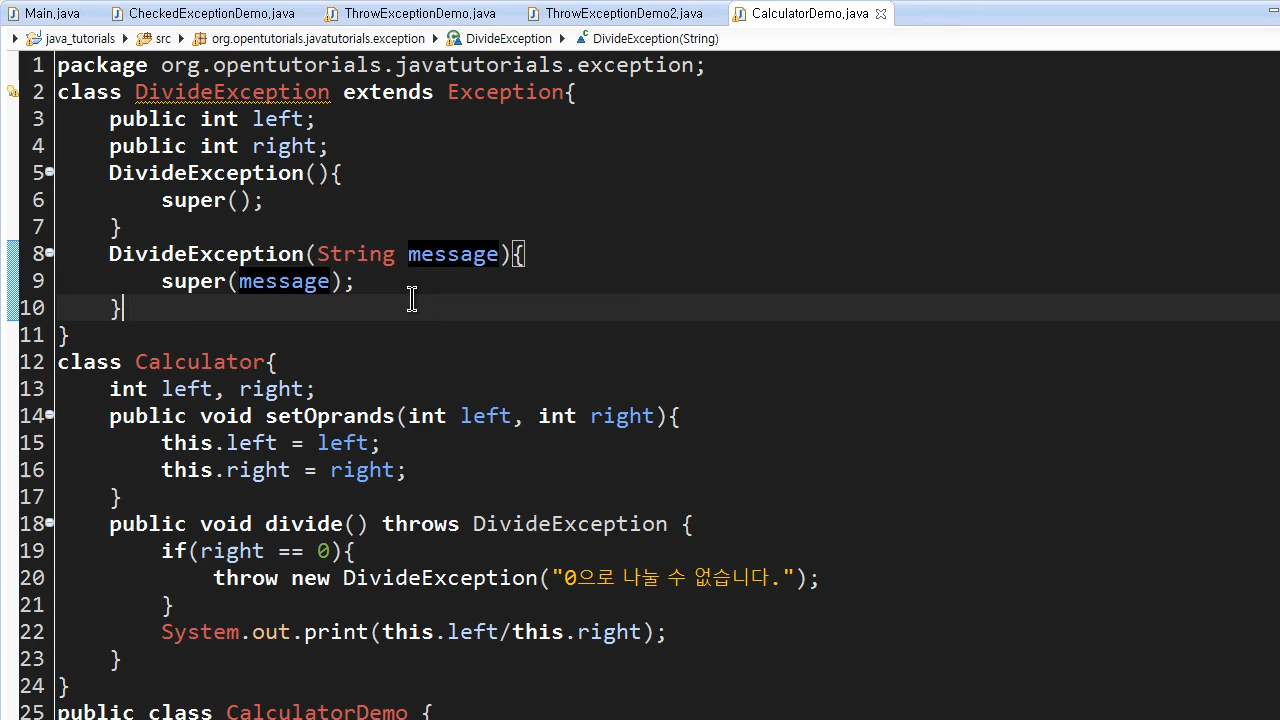 Main.java CheckedExceptionDemo.java ThrowExceptionDemo.java ThrowExceptionDemo2.java CalculatorDemo.java
java_tutorials src org.opentutorials.javatutorials.exception DivideException DivideException(String)
1 package org.opentutorials.javatutorials.exception;
2 class DivideException extends Exception{
3 public int left;
4 public int right;
5 DivideException(){
6 super();
7 }
8 DivideException(String message){
9 super(message);
10 }
11 }
12 class Calculator{
13 int left, right;
14 public void setOprands(int left, int right){
15 this.left = left;
16 this.right = right;
17 }
18 public void divide() throws DivideException {
19 if(right == 0){
20 throw new DivideException("0으로 나눌 수 없습니다.");
21 }
22 System.out.print(this.left/this.right);
23 }
24 }
25 public class CalculatorDemo {